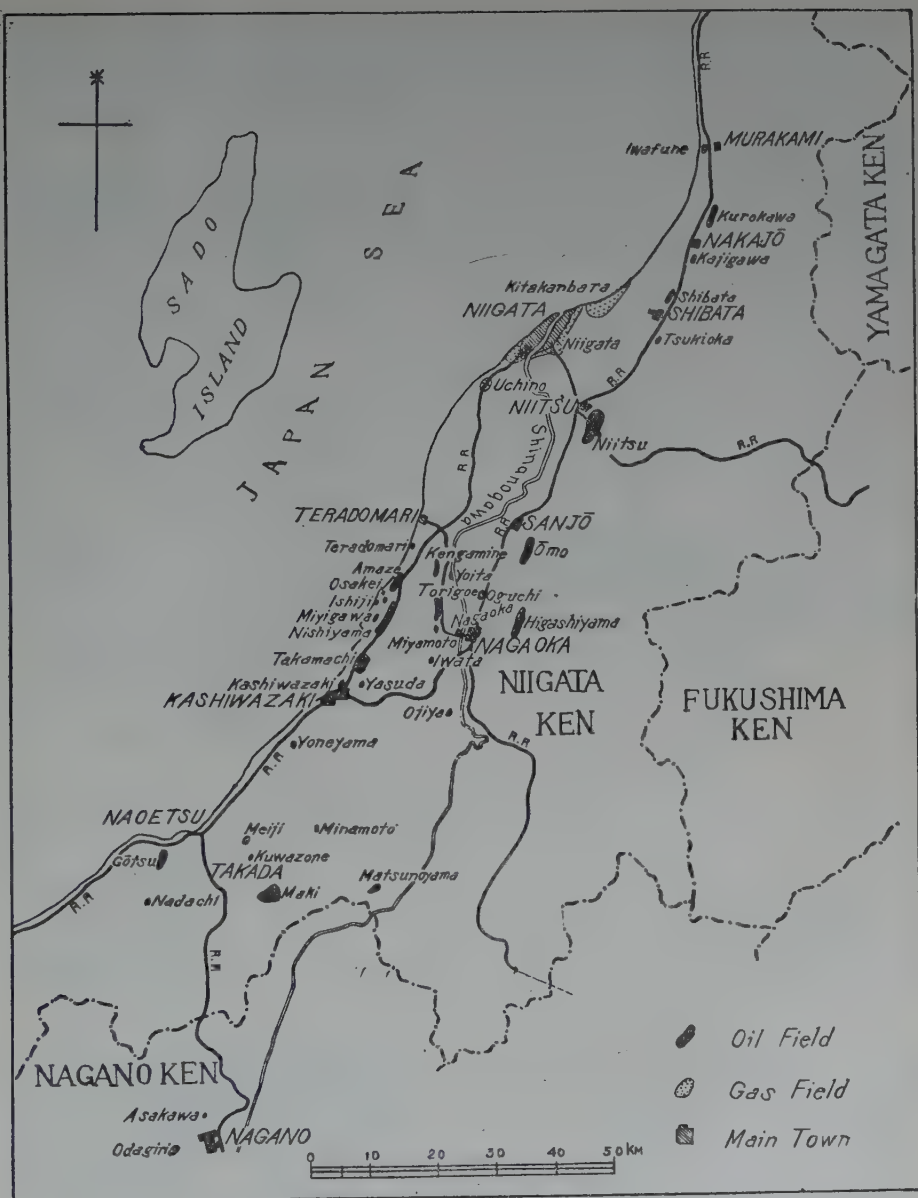 R.R
Iwafune
MURAKAMI
YAMAGATA KEN
Kurokawa
NAKAJŌ
Kajigawa
SADO
ISLAND
JAPAN
SEA
Kitakanbara
NIIGATA
Shibata
SHIBATA
Niigata
Tsukioka
Uchino
R.R
NIITSU
Niitsu
R.R
R.R
Shinanogawa
TERADOMARI
R.R
SANJŌ
Teradomari
Kengamine
Ōmo
Amaze
Yoita
Osakei
Torigoe
Oguchi
Ishiji
Miyigawa
Nagaoka
Higashiyama
Nishiyama
Miyamoto
NAGAOKA
Takamachi
Iwata
Kashiwazaki
Yasuda
KASHIWAZAKI
NIIGATA
KEN
FUKUSHIMA
KEN
Ojiya
Yoneyama
R.R
R.R
NAOETSU
Meiji
Minamoto
Gōtsu
Kuwazone
TAKADA
Maki
Matsunoyama
Nadachi
R.R
R.R
NAGANO KEN
Asakawa
NAGANO
Odagiri
Oil Field
Gas Field
Main Town
0 10 20 30 40 50 KM